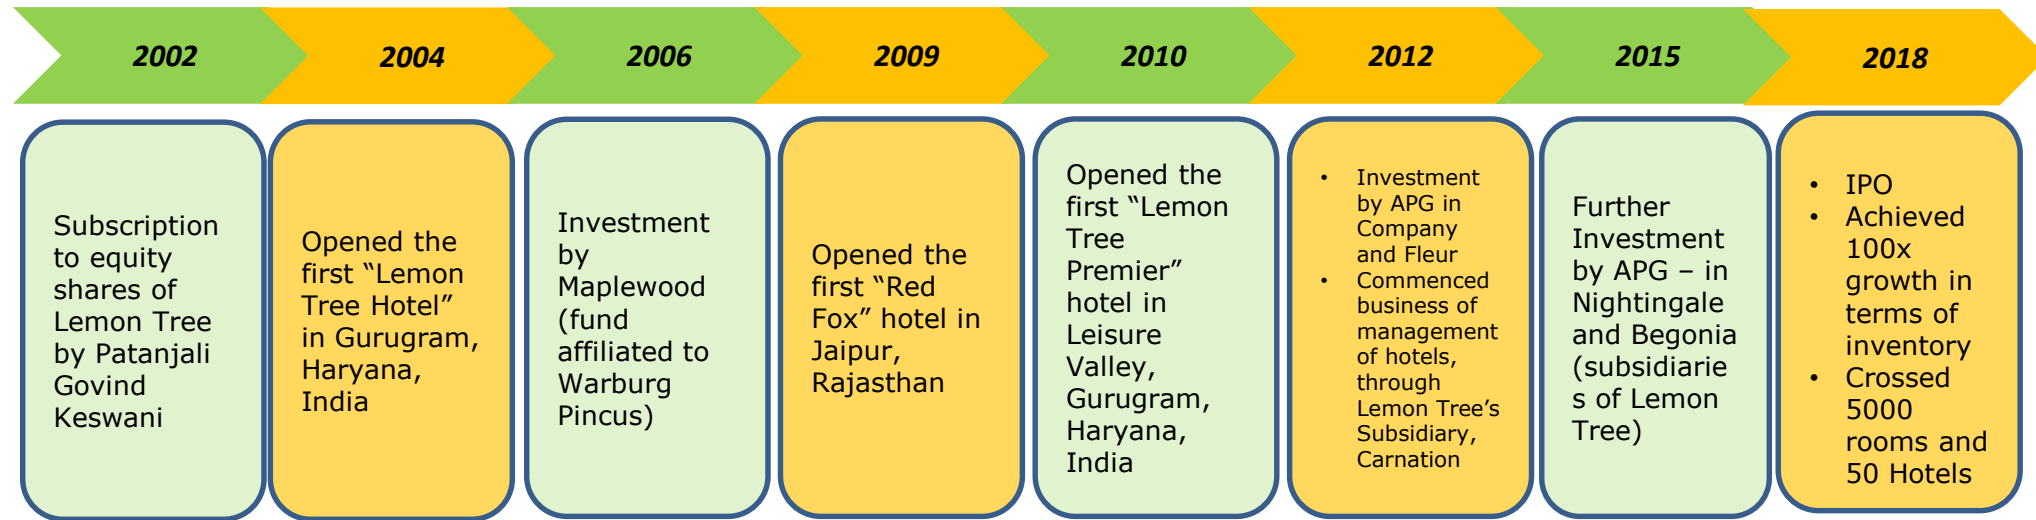 2002
2004
2006
2009
2010
2012
2015
2018
Subscription
to equity
shares of
Lemon Tree
by Patanjali
Govind
Keswani
Opened the
first “Lemon
Tree Hotel”
in Gurugram,
Haryana,
India
Investment
by
Maplewood
(fund
affiliated to
Warburg
Pincus)
Opened the
first “Red
Fox” hotel in
Jaipur,
Rajasthan
Opened the
first “Lemon
Tree
Premier”
hotel in
Leisure
Valley,
Gurugram,
Haryana,
India
• Investment
by APG in
Company
and Fleur
• Commenced
business of
management
of hotels,
through
Lemon Tree’s
Subsidiary,
Carnation
Further
Investment
by APG – in
Nightingale
and Begonia
(subsidiarie
s of Lemon
Tree)
• IPO
• Achieved
100x
growth in
terms of
inventory
• Crossed
5000
rooms and
50 Hotels